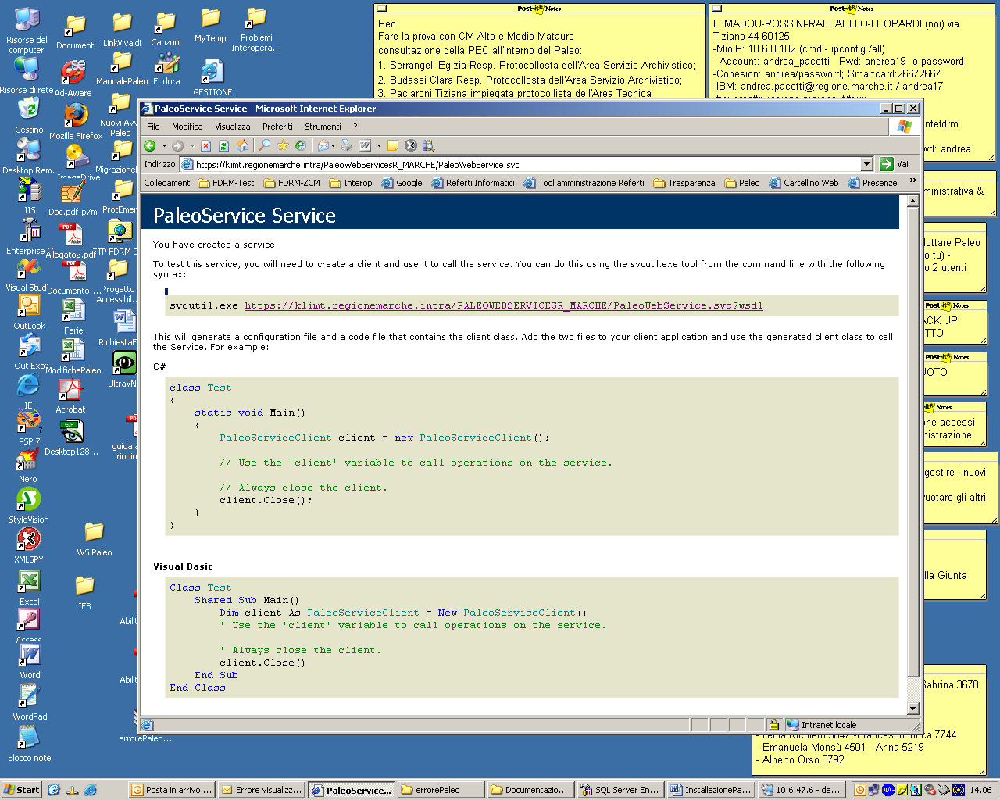 Risore del computer
Documenti
LinkVivaldi
Canzoni
MyTemp
Problemi Interopera...
Risorse di rete
Ad-Aware
ManualePaleo
Eudora
GESTIONE
Cestino
Mozilla Firefox
Nuovi Avv Paleo
Desktop Rem.
ImageDrive
MigrazioneI
IIS
Doc.pdf.p7m
ProtEmer
Enterprise
Allegato2.pdf
FTP FDRM D
Visual Stud
Documento....
Progetto Accessibil...
OutLook
Ferie
RichiestaE
Out Exp
ModifichePaleo
UltraVN
IE
Acrobat
PSP 7
Desktop128...
guida a riunio
Nero
StyleVision
WS Paleo
XMLSPY
IE8
Excel
Abilit
Access
Word
Abilit
WordPad
errorePaleo...
Blocco note
Post-it® Notes
Pec
Fare la prova con CM Alto e Medio Matauro
consultazione della PEC all'interno del Paleo:
1. Serrangeli Egizia Resp. Protocollosta dell'Area Servizio Archivistico;
2. Budassi Clara Resp. Protocollosta dell'Area Servizio Archivistico;
3. Paciaroni Tiziana impiegata protocollista dell'Area Tecnica
Post-it® Notes
LI MADOU-ROSSINI-RAFFAELLO-LEOPARDI (noi) via
Tiziano 44 60125
-MioIP: 10.6.8.182 (cmd - ipconfig /all)
- Account: andrea_pacetti Pwd: andrea19 o password
-Cohesion: andrea/password; Smartcard:26672667
-IBM: andrea.pacetti@regione.marche.it / andrea17
ntefdrm
wd: andrea
ministrativa &
lottare Paleo
o tu) -
o 2 utenti
Post-it® Notes
ACK UP
TTO
Post-it® Notes
UOTO
Notes
one accessi
nistrazione
gestire i nuovi
vuotare gli altri
lla Giunta
Sabrina 3678
- Ilenia Nicoletti 3847 -Francesco Iocca 7744
- Emanuela Monsù 4501 - Anna 5219
- Alberto Orso 3792
PaleoService Service - Microsoft Internet Explorer
File Modifica Visualizza Preferiti Strumenti ?
Indirizzo https://klimt.regionemarche.intra/PaleoWebServicesR_MARCHE/PaleoWebService.svc Vai
Collegamenti FDRM-Test FDRM-ZCM Interop Google Referti Informatici Tool amministrazione Referti Trasparenza Paleo Cartellino Web Presenze »
PaleoService Service
You have created a service.
To test this service, you will need to create a client and use it to call the service. You can do this using the svcutil.exe tool from the command line with the following
syntax:
svcutil.exe https://klimt.regionemarche.intra/PALEOWEBSERVICESR_MARCHE/PaleoWebService.svc?wsdl
This will generate a configuration file and a code file that contains the client class. Add the two files to your client application and use the generated client class to call
the Service. For example:
C#
class Test
{
static void Main()
{
PaleoServiceClient client = new PaleoServiceClient();
// Use the 'client' variable to call operations on the service.
// Always close the client.
client.Close();
}
}
Visual Basic
Class Test
Shared Sub Main()
Dim client As PaleoServiceClient = New PaleoServiceClient()
' Use the 'client' variable to call operations on the service.
' Always close the client.
client.Close()
End Sub
End Class
Intranet locale
Start
Posta in arrivo ...
Errore visualizz...
PaleoService...
errorePaleo
Documentazio...
SQL Server En...
InstallazionePa...
10.6.47.6 - de...
14.06